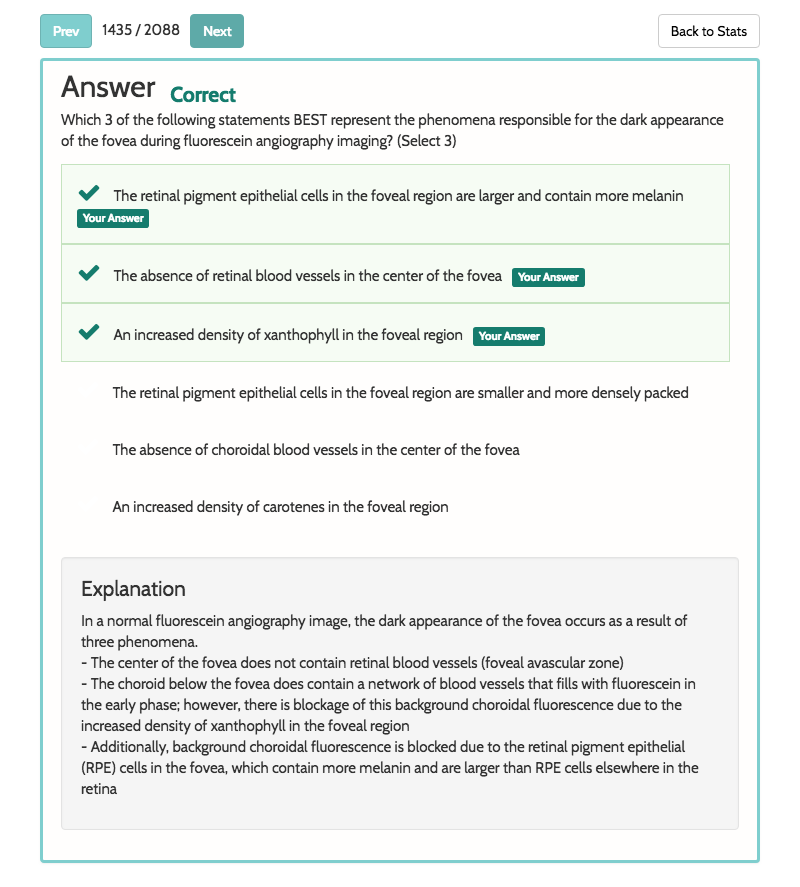 Prev 1435 / 2088 Next Back to Stats
Answer Correct
Which 3 of the following statements BEST represent the phenomena responsible for the dark appearance
of the fovea during fluorescein angiography imaging? (Select 3)
The retinal pigment epithelial cells in the foveal region are larger and contain more melanin
Your Answer
The absence of retinal blood vessels in the center of the fovea Your Answer
An increased density of xanthophyll in the foveal region Your Answer
The retinal pigment epithelial cells in the foveal region are smaller and more densely packed
The absence of choroidal blood vessels in the center of the fovea
An increased density of carotenes in the foveal region
Explanation
In a normal fluorescein angiography image, the dark appearance of the fovea occurs as a result of
three phenomena.
- The center of the fovea does not contain retinal blood vessels (foveal avascular zone)
- The choroid below the fovea does contain a network of blood vessels that fills with fluorescein in
the early phase; however, there is blockage of this background choroidal fluorescence due to the
increased density of xanthophyll in the foveal region
- Additionally, background choroidal fluorescence is blocked due to the retinal pigment epithelial
(RPE) cells in the fovea, which contain more melanin and are larger than RPE cells elsewhere in the
retina